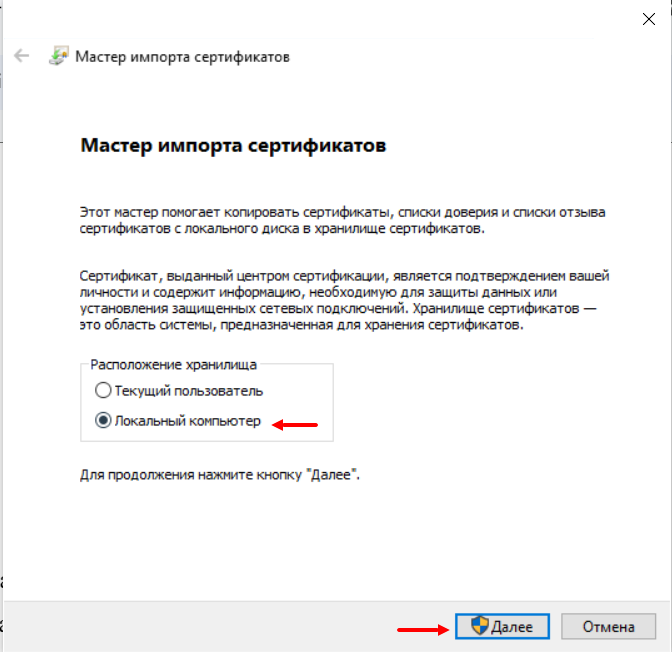 Мастер импорта сертификатов
Мастер импорта сертификатов
Этот мастер помогает копировать сертификаты, списки доверия и списки отзыва
сертификатов с локального диска в хранилище сертификатов.
Сертификат, выданный центром сертификации, является подтверждением вашей
личности и содержит информацию, необходимую для защиты данных или
установления защищенных сетевых подключений. Хранилище сертификатов —
это область системы, предназначенная для хранения сертификатов.
Расположение хранилища
Текущий пользователь
Локальный компьютер
Для продолжения нажмите кнопку "Далее".
Далее
Отмена